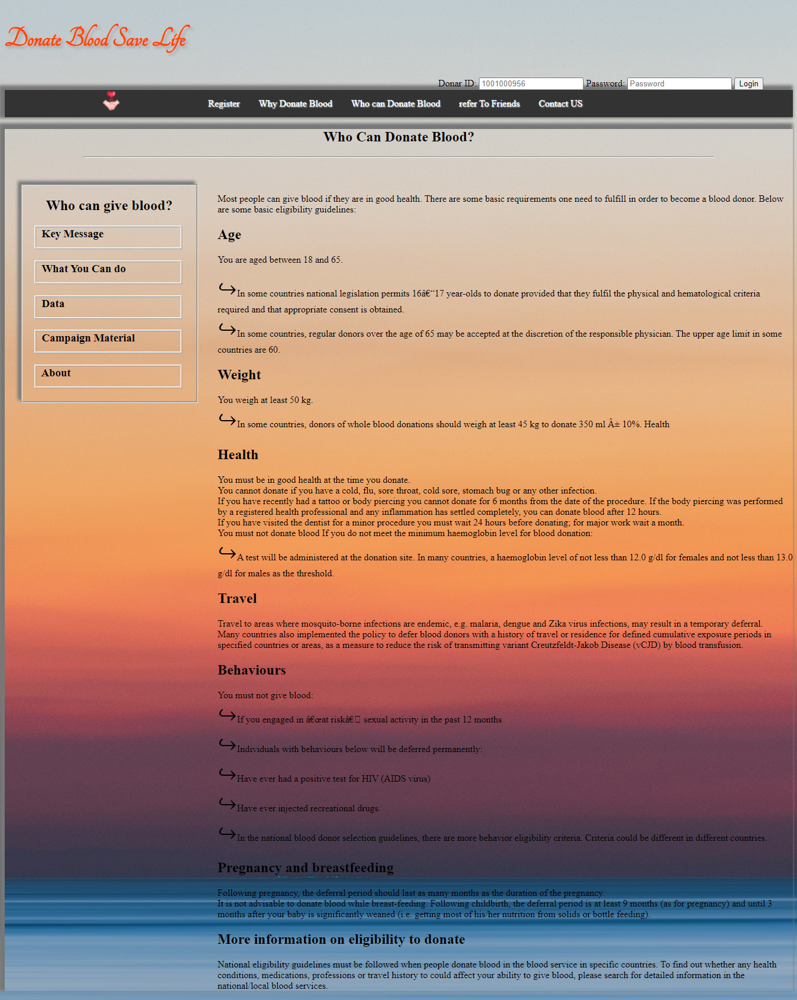 Donate Blood Save Life
Donar ID: 1001000956 Password: Password Login
Register Why Donate Blood Who can Donate Blood refer To Friends Contact US
Who Can Donate Blood?
Who can give blood?
Key Message
What You Can do
Data
Campaign Material
About
Most people can give blood if they are in good health. There are some basic requirements one need to fulfill in order to become a blood donor. Below
are some basic eligibility guidelines:
Age
You are aged between 18 and 65.
↪In some countries national legislation permits 16â€“17 year-olds to donate provided that they fulfil the physical and hematological criteria
required and that appropriate consent is obtained.
↪In some countries, regular donors over the age of 65 may be accepted at the discretion of the responsible physician. The upper age limit in some
countries are 60.
Weight
You weigh at least 50 kg.
↪In some countries, donors of whole blood donations should weigh at least 45 kg to donate 350 ml Â± 10%. Health
Health
You must be in good health at the time you donate.
You cannot donate if you have a cold, flu, sore throat, cold sore, stomach bug or any other infection.
If you have recently had a tattoo or body piercing you cannot donate for 6 months from the date of the procedure. If the body piercing was performed
by a registered health professional and any inflammation has settled completely, you can donate blood after 12 hours.
If you have visited the dentist for a minor procedure you must wait 24 hours before donating; for major work wait a month.
You must not donate blood If you do not meet the minimum haemoglobin level for blood donation:
↪A test will be administered at the donation site. In many countries, a haemoglobin level of not less than 12.0 g/dl for females and not less than 13.0
g/dl for males as the threshold.
Travel
Travel to areas where mosquito-borne infections are endemic, e.g. malaria, dengue and Zika virus infections, may result in a temporary deferral.
Many countries also implemented the policy to defer blood donors with a history of travel or residence for defined cumulative exposure periods in
specified countries or areas, as a measure to reduce the risk of transmitting variant Creutzfeldt-Jakob Disease (vCJD) by blood transfusion.
Behaviours
You must not give blood:
↪If you engaged in â€œat riskâ€□ sexual activity in the past 12 months
↪Individuals with behaviours below will be deferred permanently:
↪Have ever had a positive test for HIV (AIDS virus)
↪Have ever injected recreational drugs.
↪In the national blood donor selection guidelines, there are more behavior eligibility criteria. Criteria could be different in different countries.
Pregnancy and breastfeeding
Following pregnancy, the deferral period should last as many months as the duration of the pregnancy.
It is not advisable to donate blood while breast-feeding. Following childbirth, the deferral period is at least 9 months (as for pregnancy) and until 3
months after your baby is significantly weaned (i.e. getting most of his/her nutrition from solids or bottle feeding).
More information on eligibility to donate
National eligibility guidelines must be followed when people donate blood in the blood service in specific countries. To find out whether any health
conditions, medications, professions or travel history to could affect your ability to give blood, please search for detailed information in the
national/local blood services.